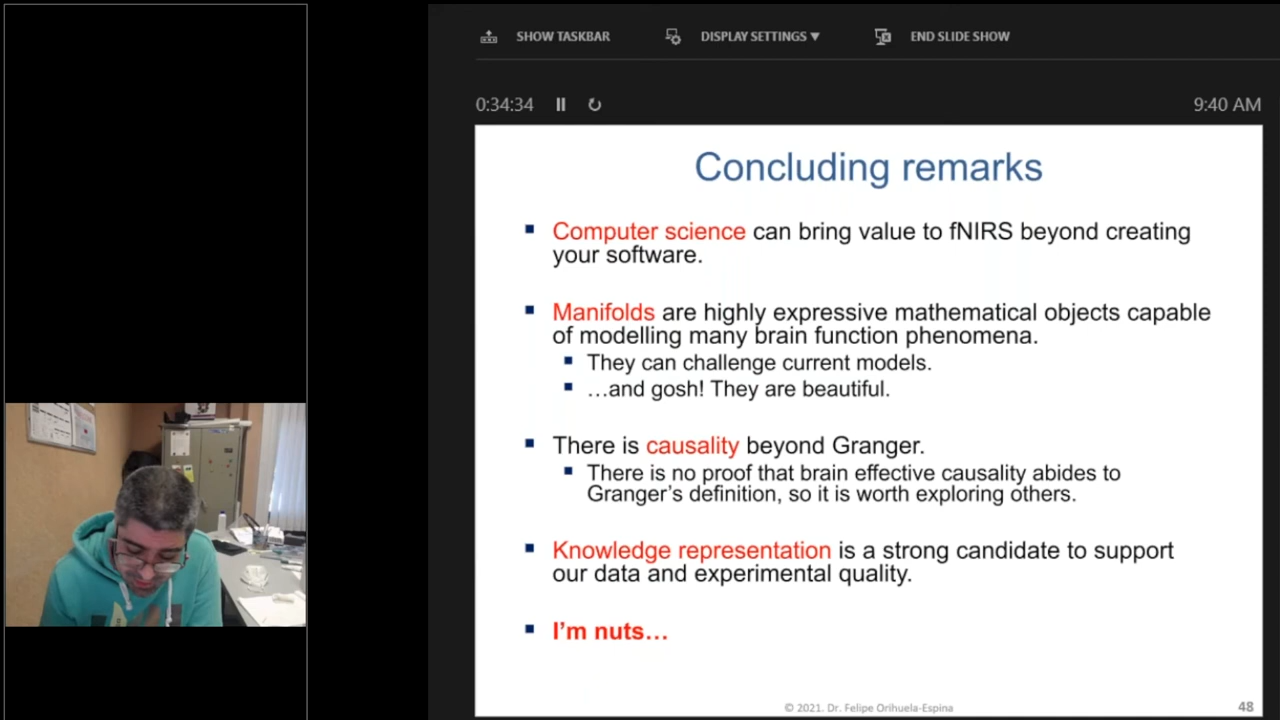 SHOW TASKBAR
DISPLAY SETTINGS ▼
END SLIDE SHOW
0:34:34
9:40 AM
Concluding remarks
Computer science can bring value to fNIRS beyond creating
your software.
Manifolds are highly expressive mathematical objects capable
of modelling many brain function phenomena.
They can challenge current models.
…and gosh! They are beautiful.
There is causality beyond Granger.
There is no proof that brain effective causality abides to
Granger's definition, so it is worth exploring others.
Knowledge representation is a strong candidate to support
our data and experimental quality.
I'm nuts…
© 2021. Dr. Felipe Orihuela-Espina
48